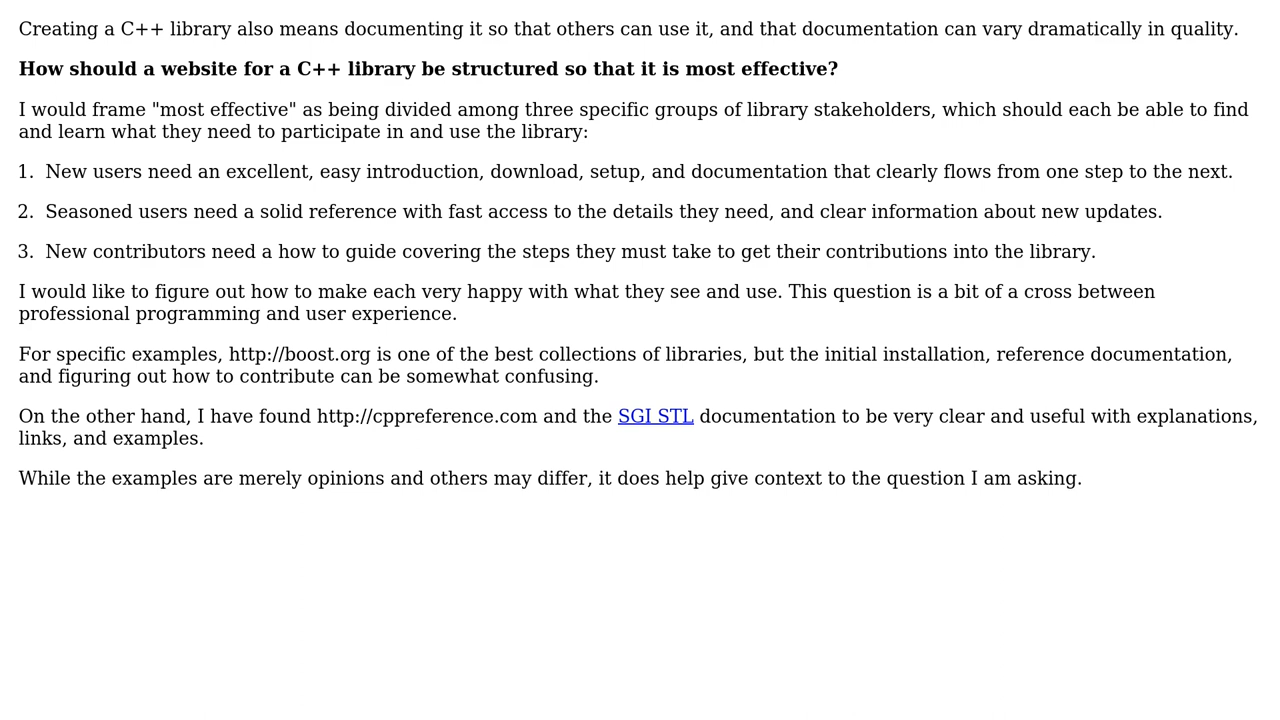 Creating a C++ library also means documenting it so that others can use it, and that documentation can vary dramatically in quality.
How should a website for a C++ library be structured so that it is most effective?
I would frame "most effective" as being divided among three specific groups of library stakeholders, which should each be able to find
and learn what they need to participate in and use the library:
1. New users need an excellent, easy introduction, download, setup, and documentation that clearly flows from one step to the next.
2. Seasoned users need a solid reference with fast access to the details they need, and clear information about new updates.
3. New contributors need a how to guide covering the steps they must take to get their contributions into the library.
I would like to figure out how to make each very happy with what they see and use. This question is a bit of a cross between
professional programming and user experience.
For specific examples, http://boost.org is one of the best collections of libraries, but the initial installation, reference documentation,
and figuring out how to contribute can be somewhat confusing.
On the other hand, I have found http://cppreference.com and the SGI STL documentation to be very clear and useful with explanations,
links, and examples.
While the examples are merely opinions and others may differ, it does help give context to the question I am asking.